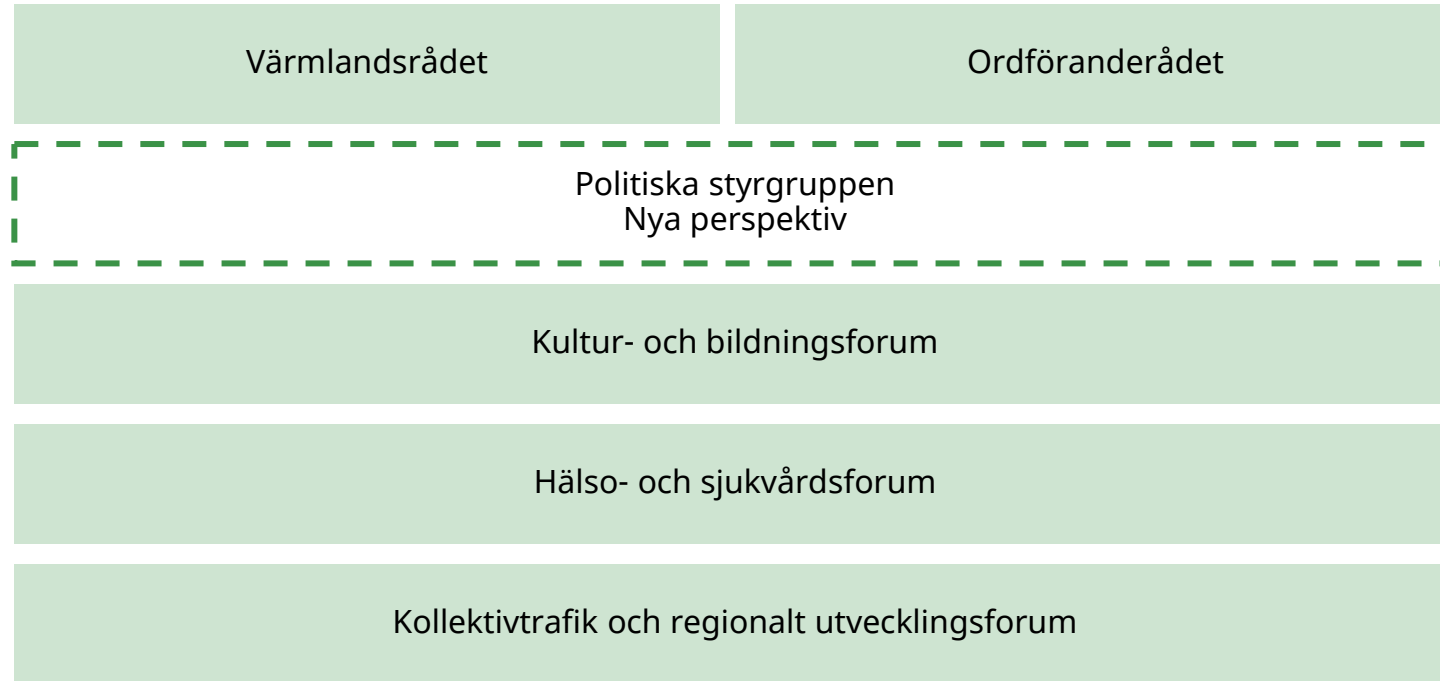 Värmlandsrådet
Ordföranderådet
Politiska styrgruppen
Nya perspektiv
Kultur- och bildningsforum
Hälso- och sjukvårdsforum
Kollektivtrafik och regionalt utvecklingsforum